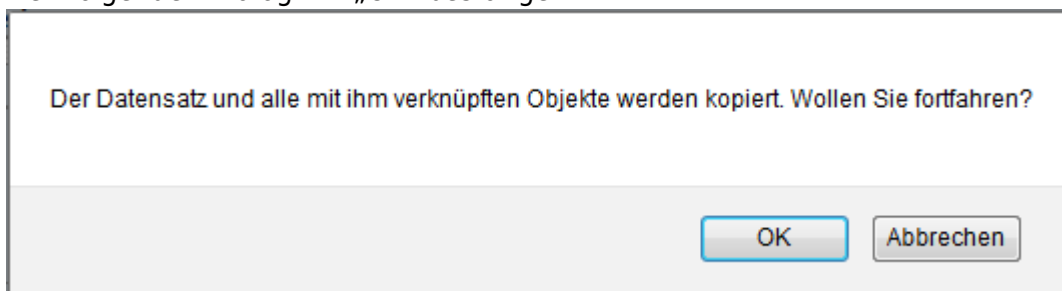 Der Datensatz und alle mit ihm verknüpften Objekte werden kopiert. Wollen Sie fortfahren?
OK
Abbrechen